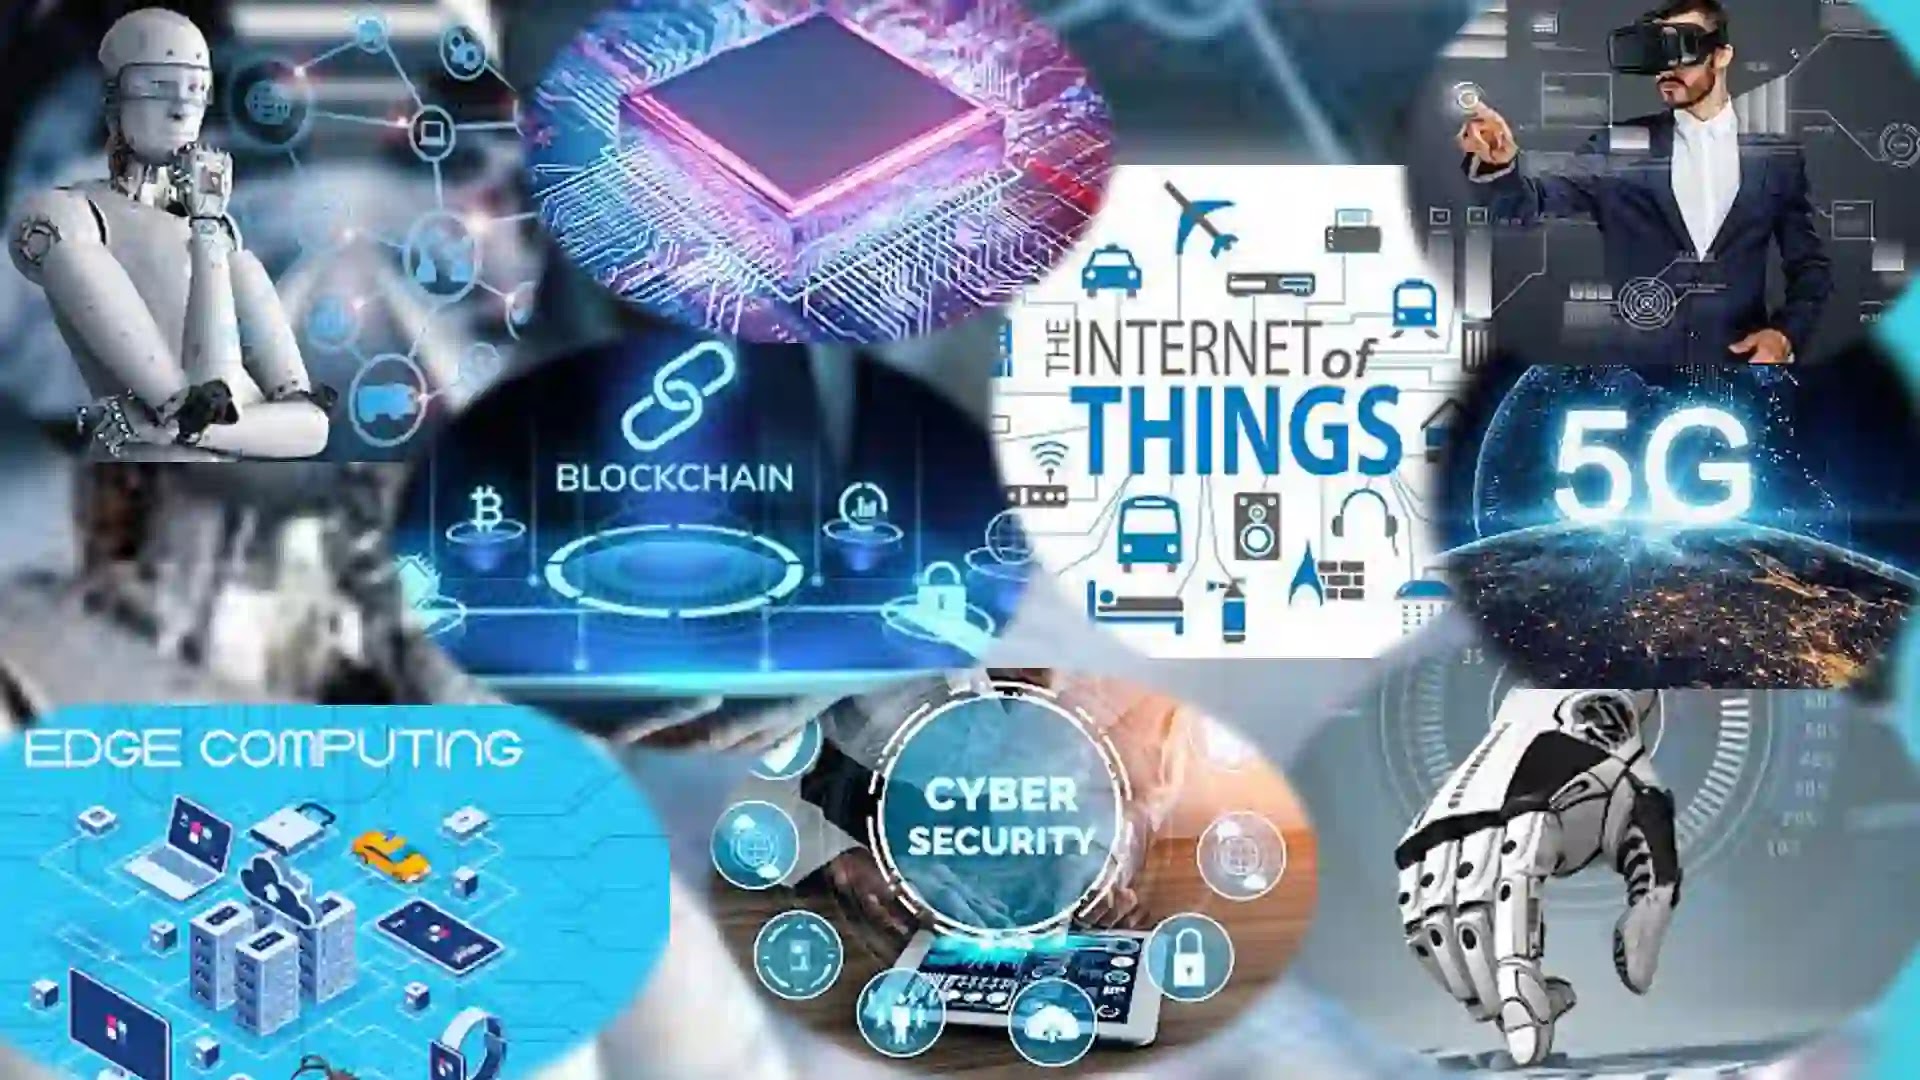 THE INTERNET of
THINGS
BLOCKCHAIN
5G
EDGE COMPUTING
CYBER
SECURITY